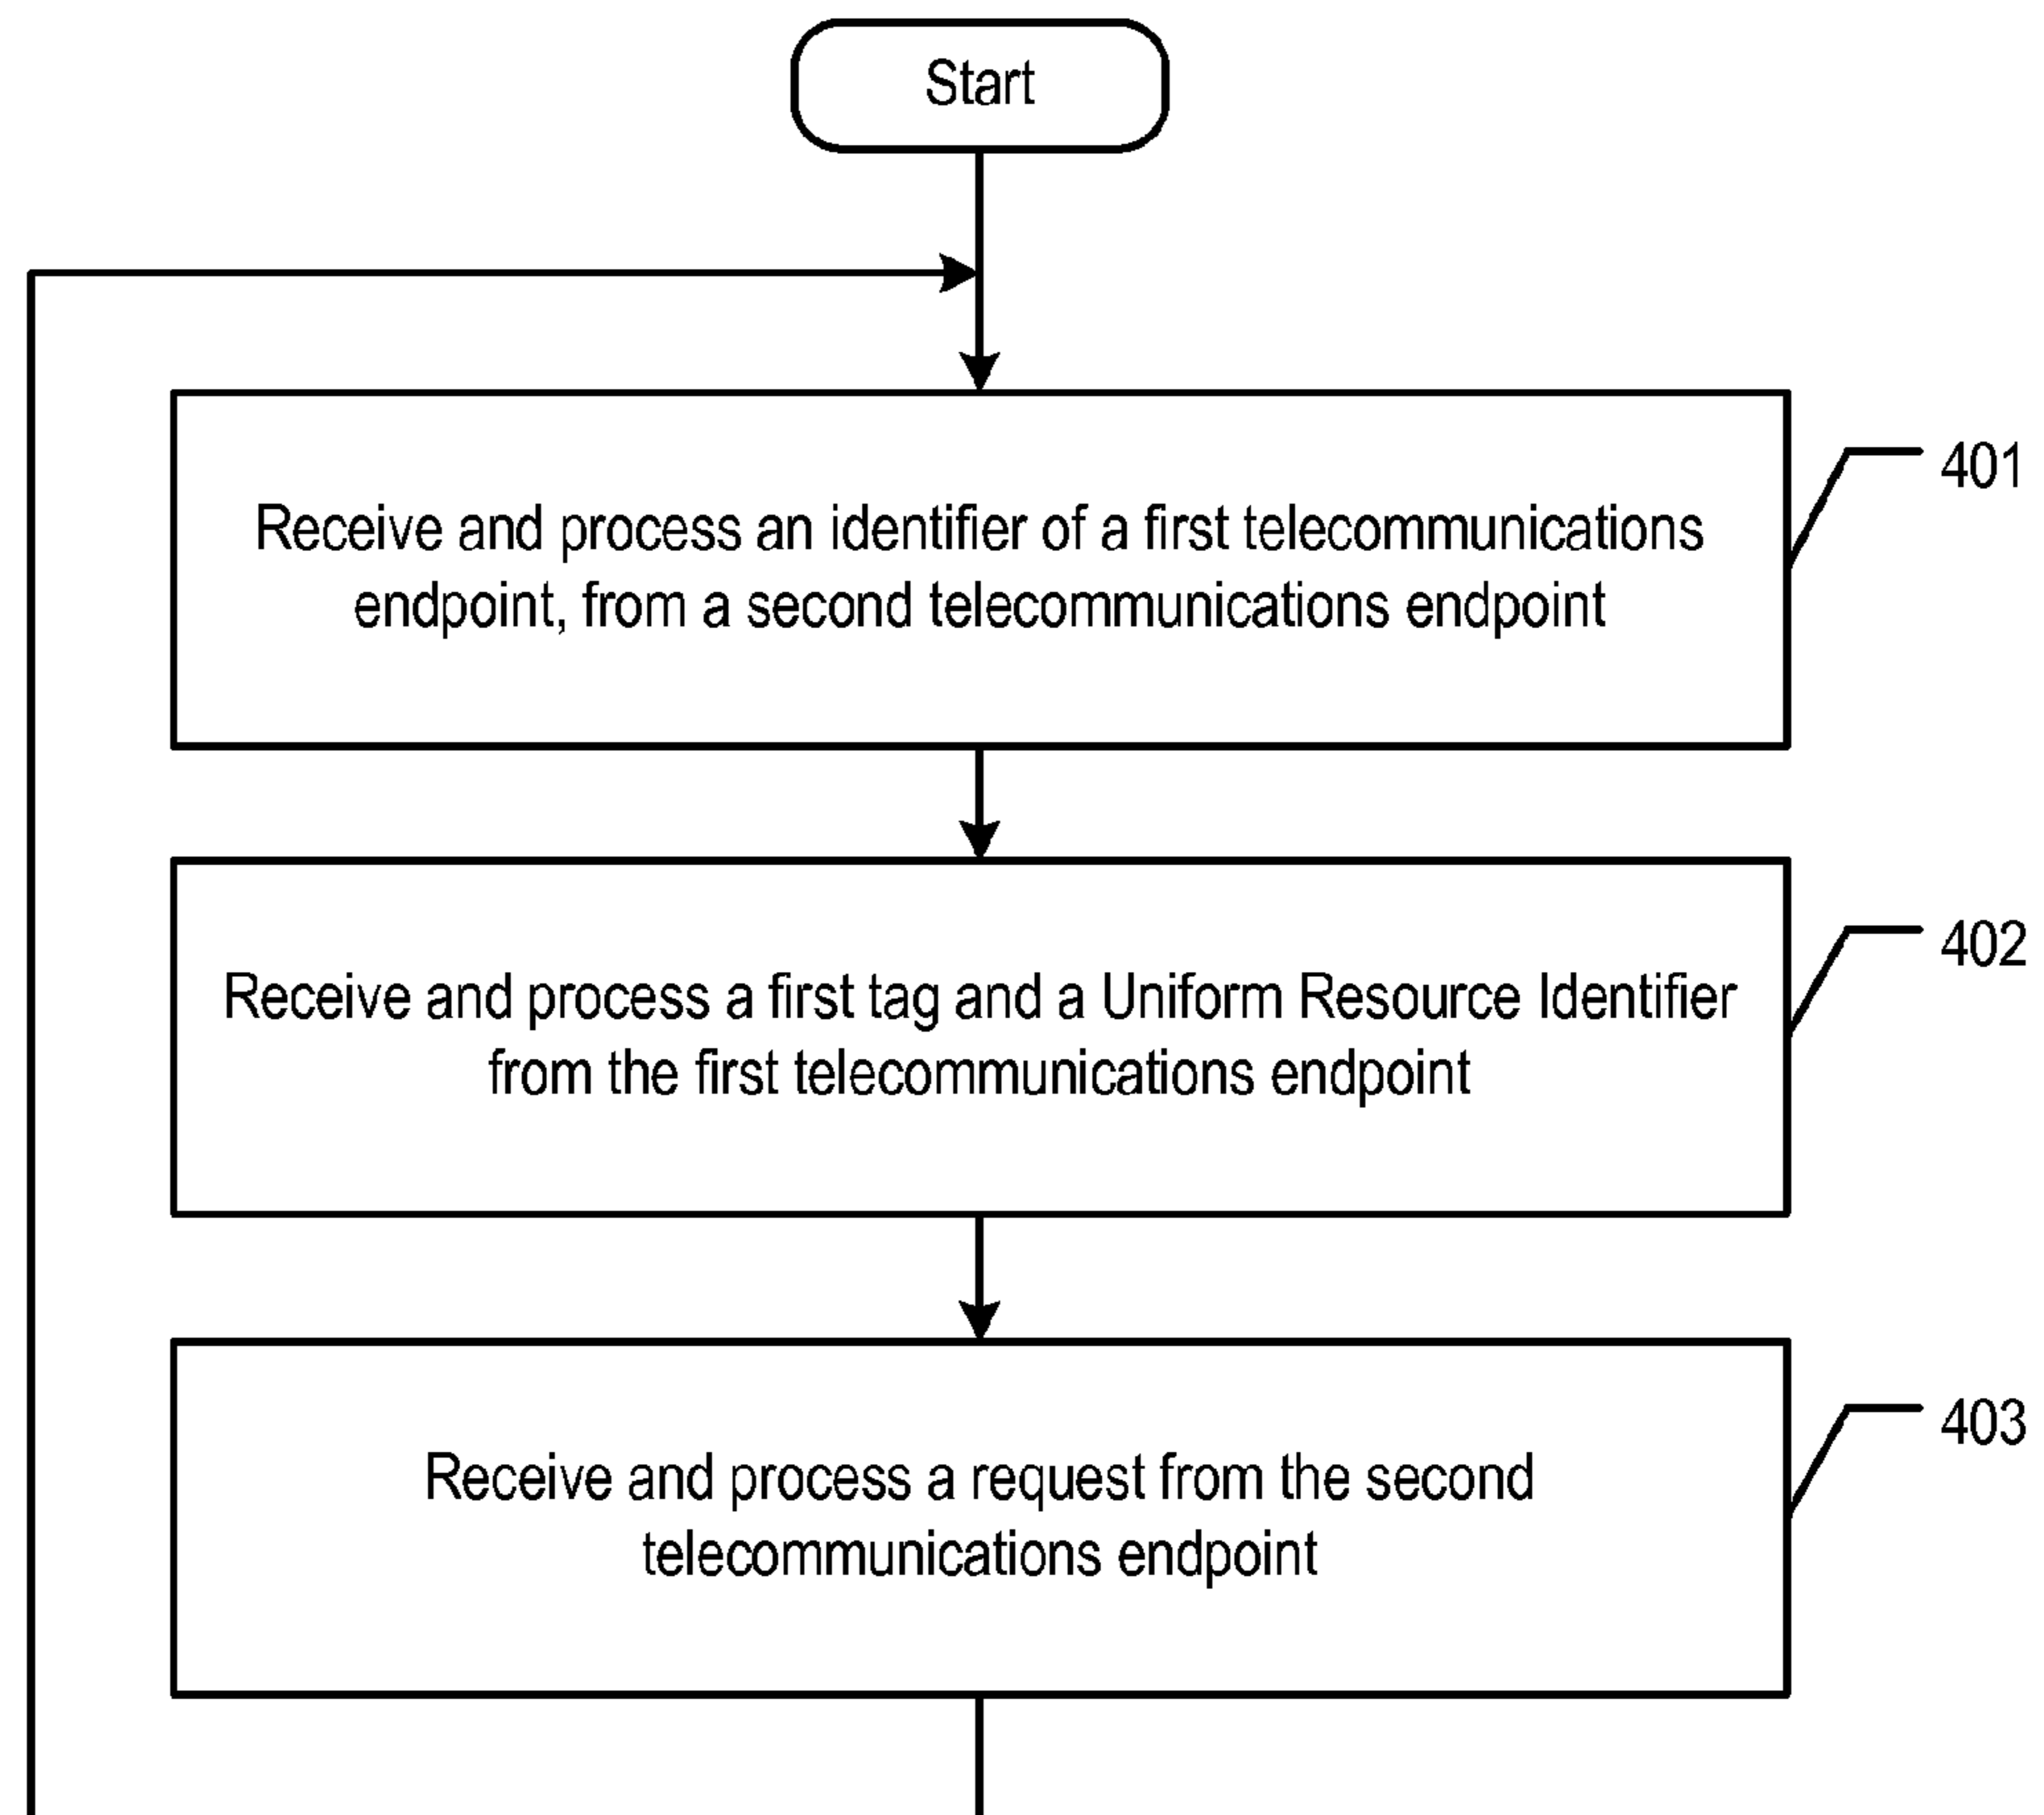 Start
401
Receive and process an identifier of a first telecommunications
endpoint, from a second telecommunications endpoint
402
Receive and process a first tag and a Uniform Resource Identifier
from the first telecommunications endpoint
403
Receive and process a request from the second
telecommunications endpoint